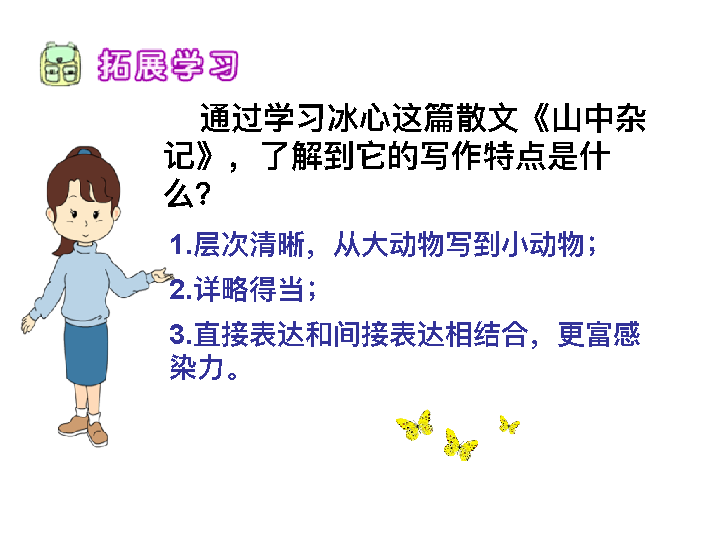 拓展学习
通过学习冰心这篇散文《山中杂
记》，了解到它的写作特点是什
么？
1.层次清晰，从大动物写到小动物；
2.详略得当；
3.直接表达和间接表达相结合，更富感
染力。